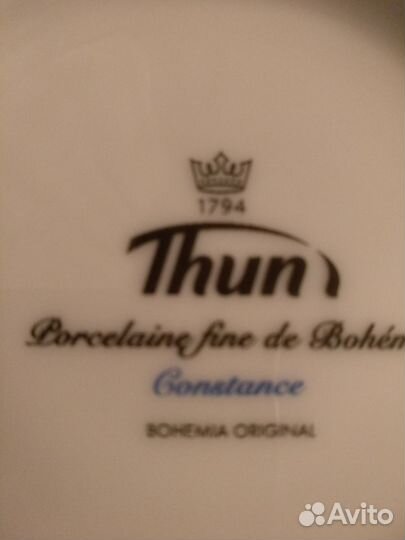 1794
Thun
Porcelaine fine de Bohém
Constance
BOHEMIA ORIGINAL
Avito